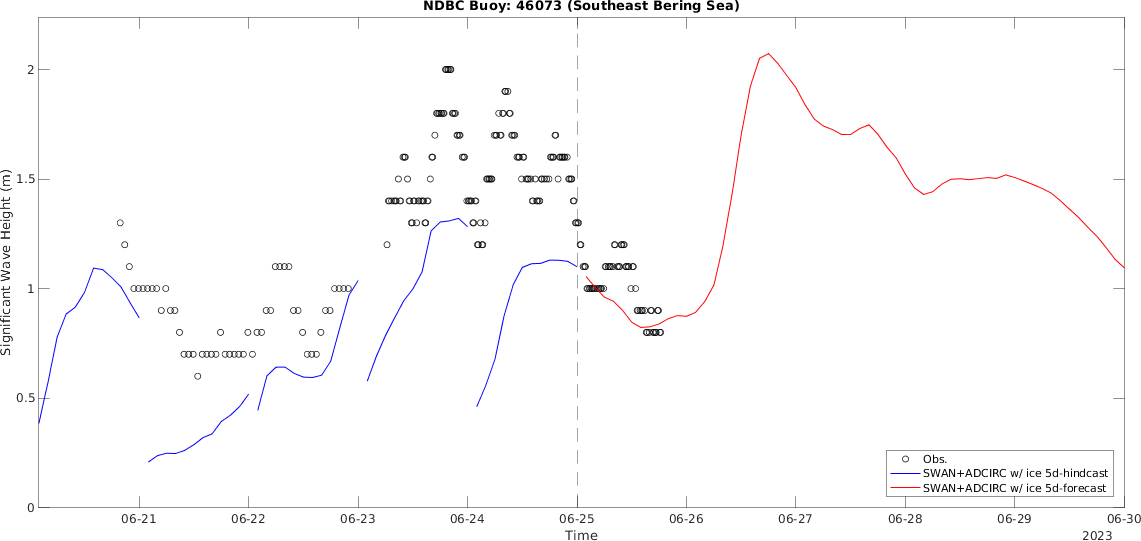 NDBC Buoy: 46073 (Southeast Bering Sea)
Significant Wave Height (m)
2
1.5
1
0.5
0
Obs.
SWAN+ADCIRC w/ ice 5d-hindcast
SWAN+ADCIRC w/ ice 5d-forecast
06-21 06-22 06-23 06-24 06-25 06-26 06-27 06-28 06-29 06-30
Time
2023